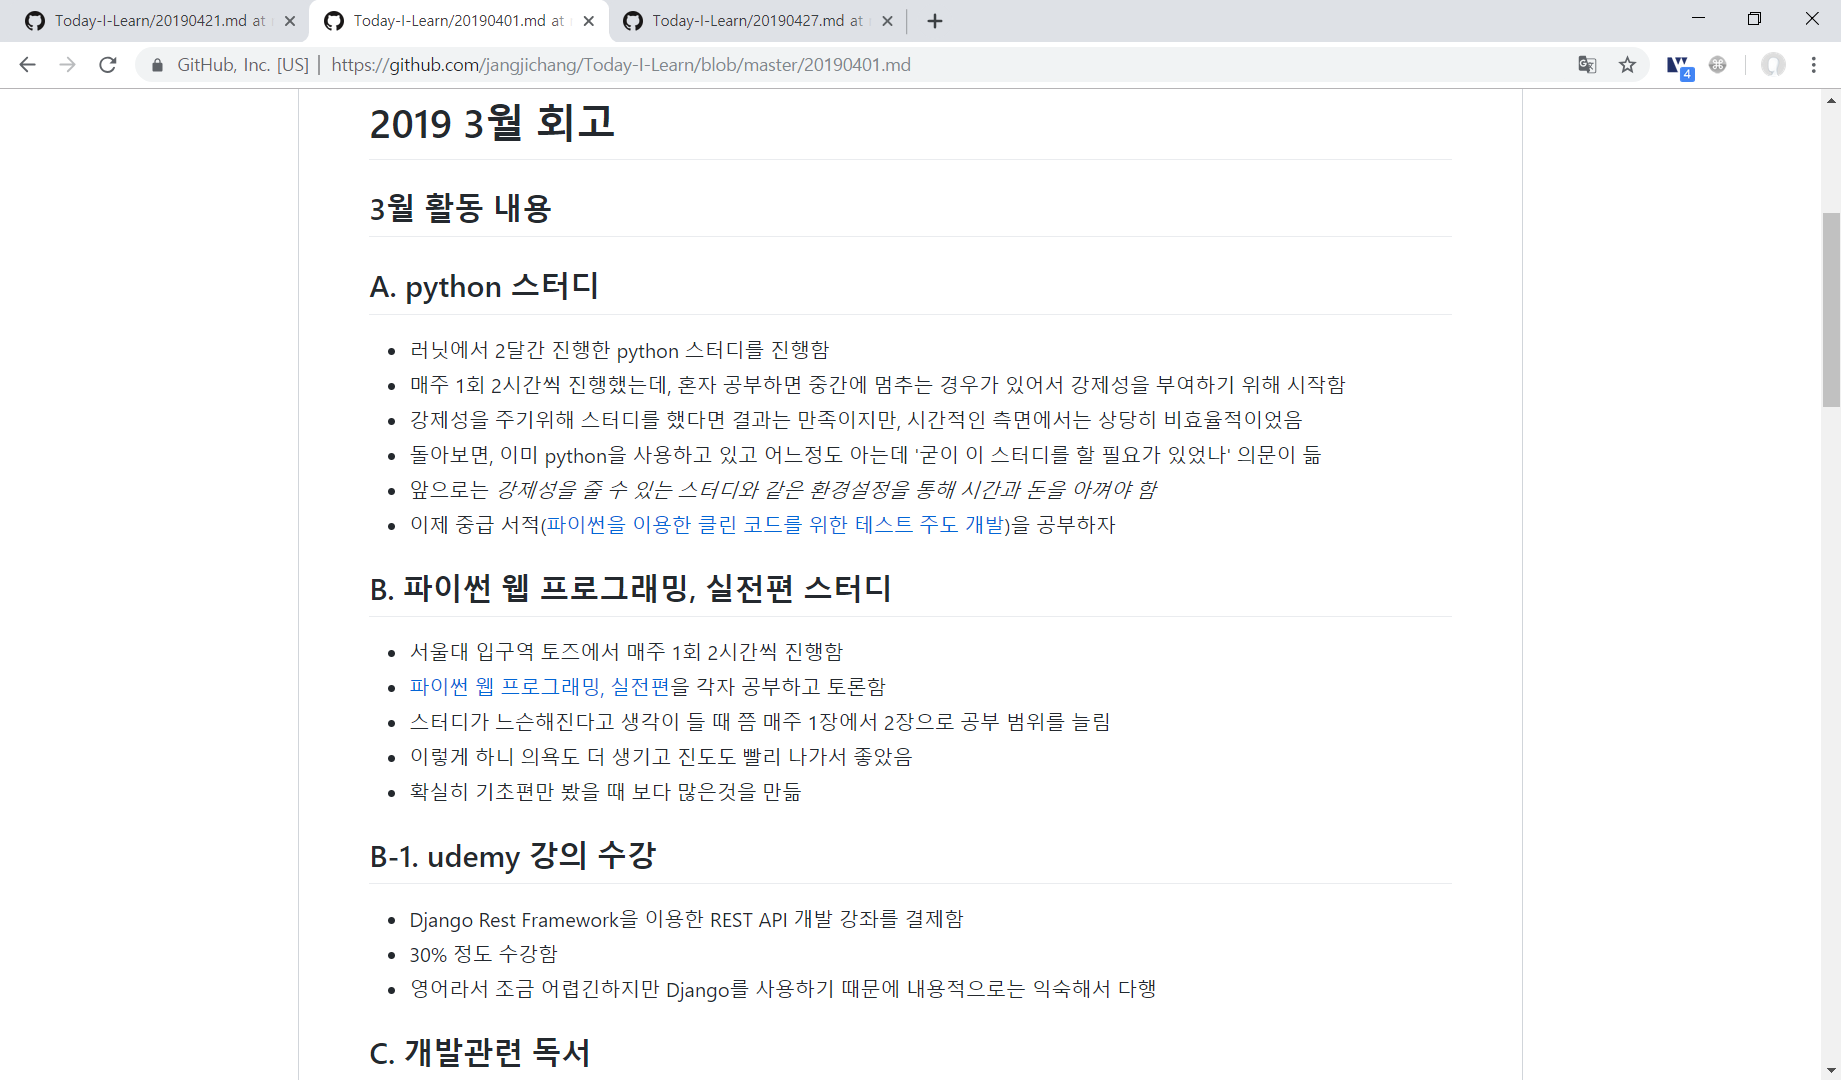 Today-I-Learn/20190421.md at
Today-I-Learn/20190401.md at
Today-I-Learn/20190427.md at
GitHub, Inc. [US] | https://github.com/jangjichang/Today-I-Learn/blob/master/20190401.md
4
2019 3월 회고
3월 활동 내용
A. python 스터디
러닛에서 2달간 진행한 python 스터디를 진행함
매주 1회 2시간씩 진행했는데, 혼자 공부하면 중간에 멈추는 경우가 있어서 강제성을 부여하기 위해 시작함
강제성을 주기위해 스터디를 했다면 결과는 만족이지만, 시간적인 측면에서는 상당히 비효율적이었음
돌아보면, 이미 python을 사용하고 있고 어느정도 아는데 '굳이 이 스터디를 할 필요가 있었나' 의문이 듦
앞으로는 강제성을 줄 수 있는 스터디와 같은 환경설정을 통해 시간과 돈을 아껴야 함
이제 중급 서적(파이썬을 이용한 클린 코드를 위한 테스트 주도 개발)을 공부하자
B. 파이썬 웹 프로그래밍, 실전편 스터디
서울대 입구역 토즈에서 매주 1회 2시간씩 진행함
파이썬 웹 프로그래밍, 실전편을 각자 공부하고 토론함
스터디가 느슨해진다고 생각이 들 때 쯤 매주 1장에서 2장으로 공부 범위를 늘림
이렇게 하니 의욕도 더 생기고 진도도 빨리 나가서 좋았음
확실히 기초편만 봤을 때 보다 많은것을 만듦
B-1. udemy 강의 수강
Django Rest Framework을 이용한 REST API 개발 강좌를 결제함
30% 정도 수강함
영어라서 조금 어렵긴하지만 Django를 사용하기 때문에 내용적으로는 익숙해서 다행
C. 개발관련 독서